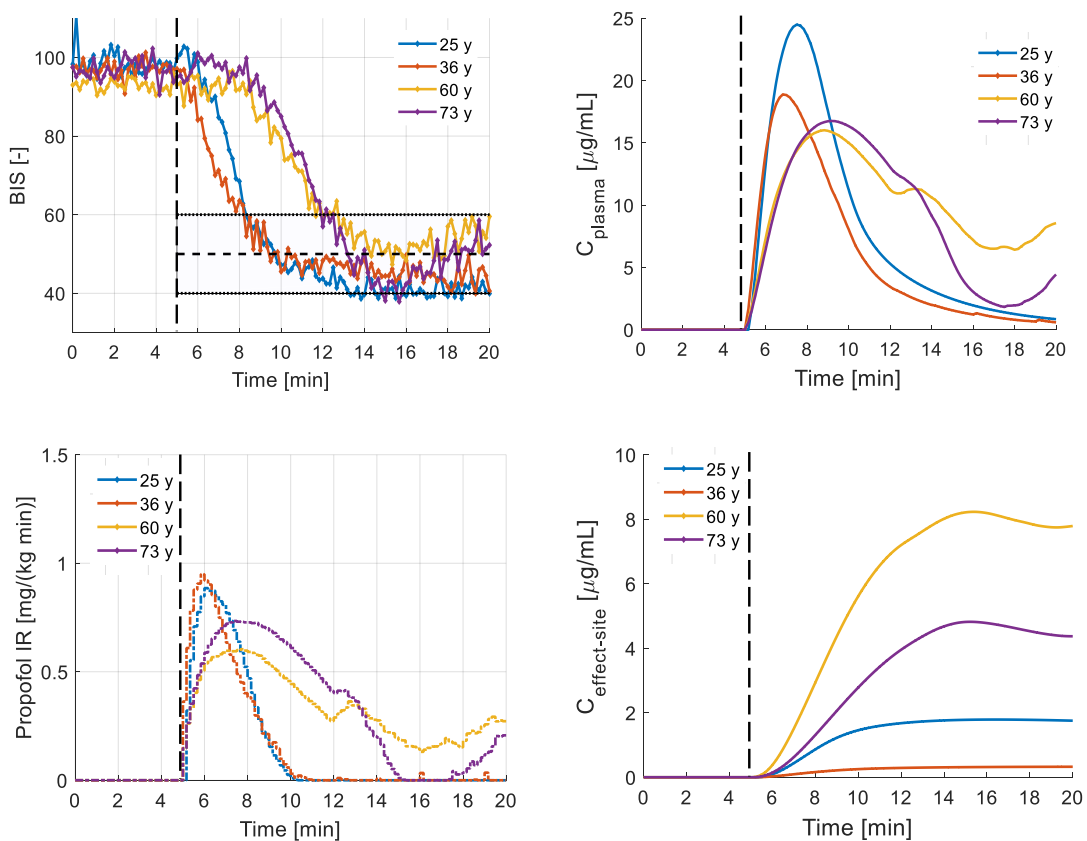 BIS [-]
100
80
60
40
25 y
36 y
60 y
73 y
0 2 4 6 8 10 12 14 16 18 20
Time [min]
C_plasma [μg/mL]
25
20
15
10
5
0
25 y
36 y
60 y
73 y
0 2 4 6 8 10 12 14 16 18 20
Time [min]
Propofol IR [mg/(kg min)]
1.5
1
0.5
0
25 y
36 y
60 y
73 y
0 2 4 6 8 10 12 14 16 18 20
Time [min]
C_effect-site [μg/mL]
10
8
6
4
2
0
25 y
36 y
60 y
73 y
0 2 4 6 8 10 12 14 16 18 20
Time [min]